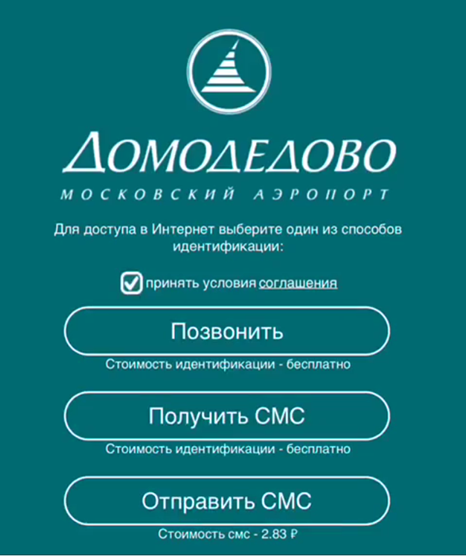 Домодедово
МОСКОВСКИЙ АЭРОПОРТ
Для доступа в Интернет выберите один из способов
идентификации:
принять условия соглашения
Позвонить
Стоимость идентификации - бесплатно
Получить СМС
Стоимость идентификации - бесплатно
Отправить СМС
Стоимость смс - 2.83 ₽